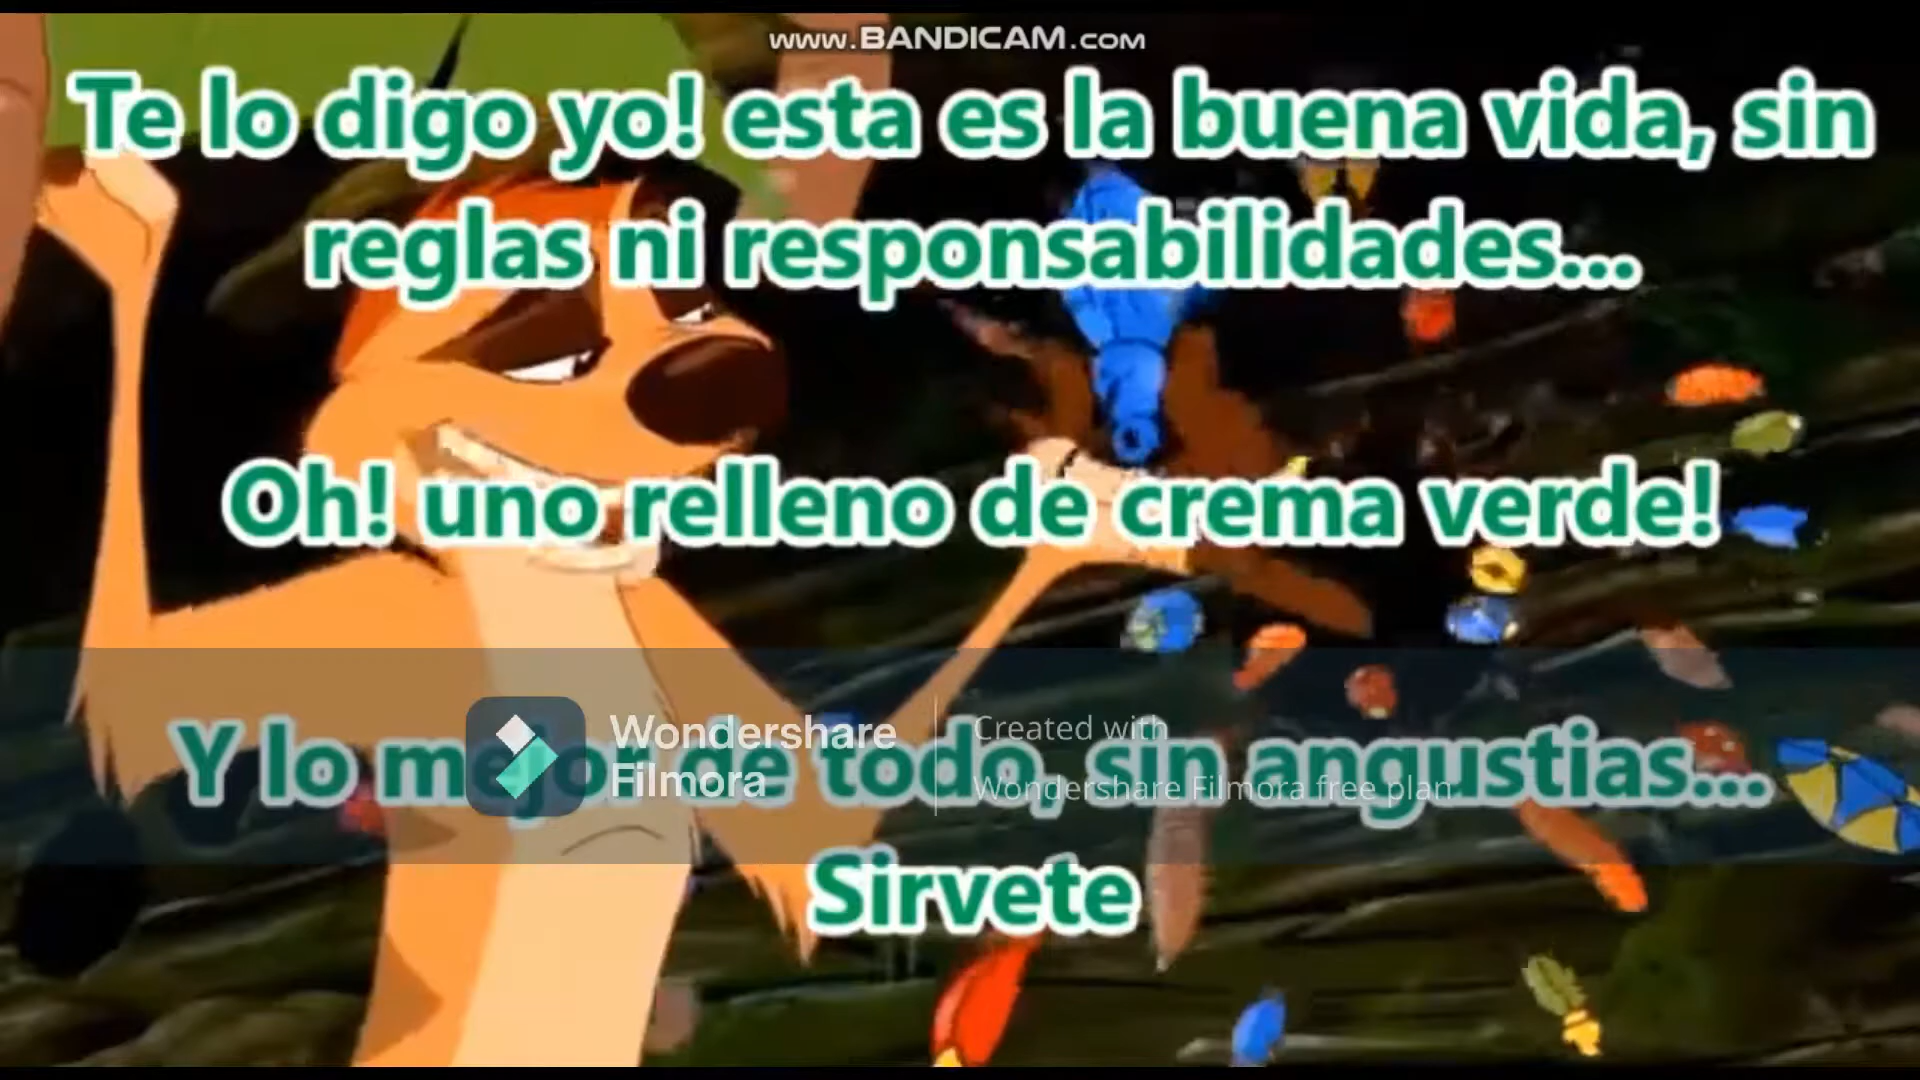 www.BANDICAM.com
Te lo digo yo! esta es la buena vida, sin
reglas ni responsabilidades...
Oh! uno relleno de crema verde!
Wondershare
Filmora
Created with
Wondershare Filmora free plan
Y lo mejor de todo, sin angustias...
Sirvete